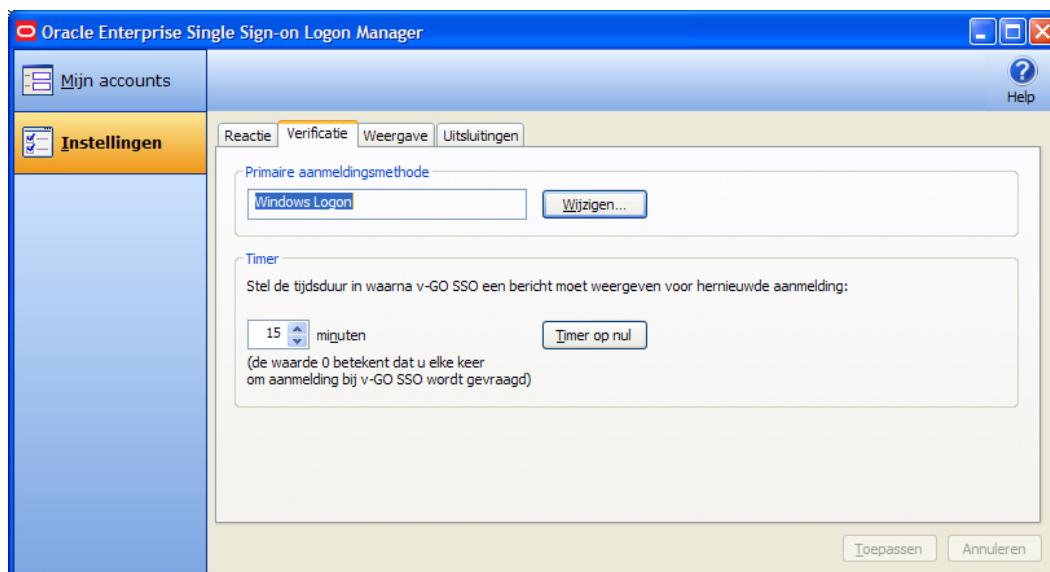 Oracle Enterprise Single Sign-on Logon Manager
Mijn accounts
Help
Instellingen
Reactie
Verificatie
Weergave
Uitsluitingen
Primaire aanmeldingsmethode
Windows Logon
Wijzigen...
Timer
Stel de tijdsduur in waarna v-GO SSO een bericht moet weergeven voor hernieuwde aanmelding:
15 minuten
Timer op nul
(de waarde 0 betekent dat u elke keer
om aanmelding bij v-GO SSO wordt gevraagd)
Toepassen
Annuleren